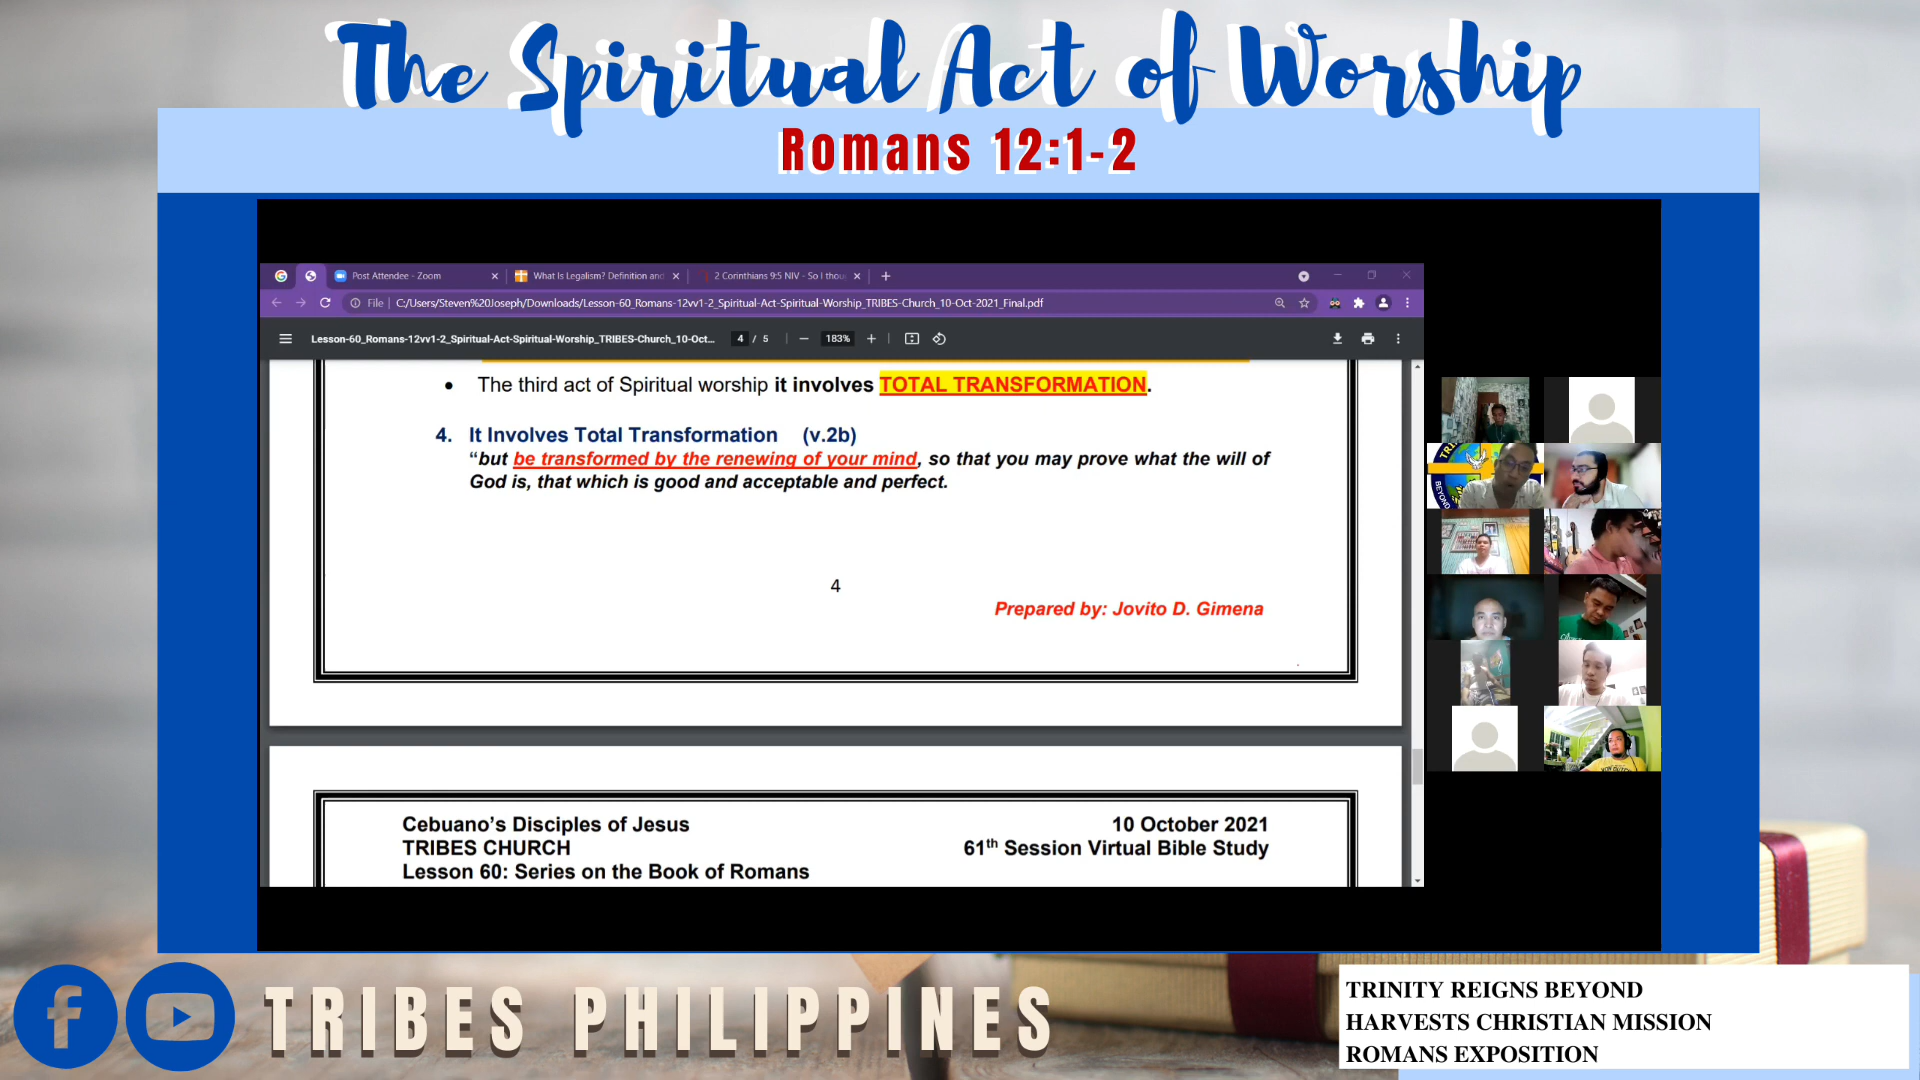 The Spiritual Act of Worship
Romans 12:1-2
Post Attendee - Zoom
What Is Legalism? Definition and
2 Corinthians 9:5 NIV - So I thou
File | C:/Users/Steven%20Joseph/Downloads/Lesson-60_Romans-12vv1-2_Spiritual-Act-Spiritual-Worship_TRIBES-Church_10-Oct-2021_Final.pdf
Lesson-60_Romans-12vv1-2_Spiritual-Act-Spiritual-Worship_TRIBES-Church_10-Oct... 4 / 5 183%
• The third act of Spiritual worship it involves TOTAL TRANSFORMATION.
4. It Involves Total Transformation (v.2b)
“but be transformed by the renewing of your mind, so that you may prove what the will of
God is, that which is good and acceptable and perfect.
4
Prepared by: Jovito D. Gimena
Cebuano’s Disciples of Jesus 10 October 2021
TRIBES CHURCH 61th Session Virtual Bible Study
Lesson 60: Series on the Book of Romans
BEYOND
TRIBES PHILIPPINES
TRINITY REIGNS BEYOND
HARVESTS CHRISTIAN MISSION
ROMANS EXPOSITION